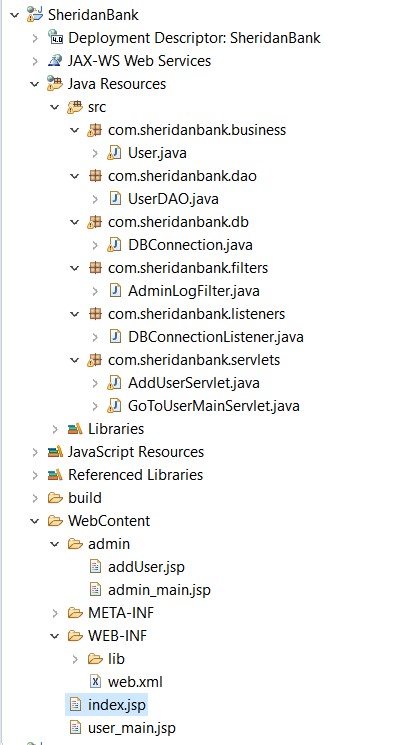 SheridanBank
4.0 Deployment Descriptor: SheridanBank
JAX-WS Web Services
Java Resources
src
com.sheridanbank.business
J User.java
com.sheridanbank.dao
J UserDAO.java
com.sheridanbank.db
J DBConnection.java
com.sheridanbank.filters
J AdminLogFilter.java
com.sheridanbank.listeners
J DBConnectionListener.java
com.sheridanbank.servlets
J AddUserServlet.java
J GoToUserMainServlet.java
Libraries
JavaScript Resources
Referenced Libraries
build
WebContent
admin
addUser.jsp
admin_main.jsp
META-INF
WEB-INF
lib
X web.xml
index.jsp
user_main.jsp